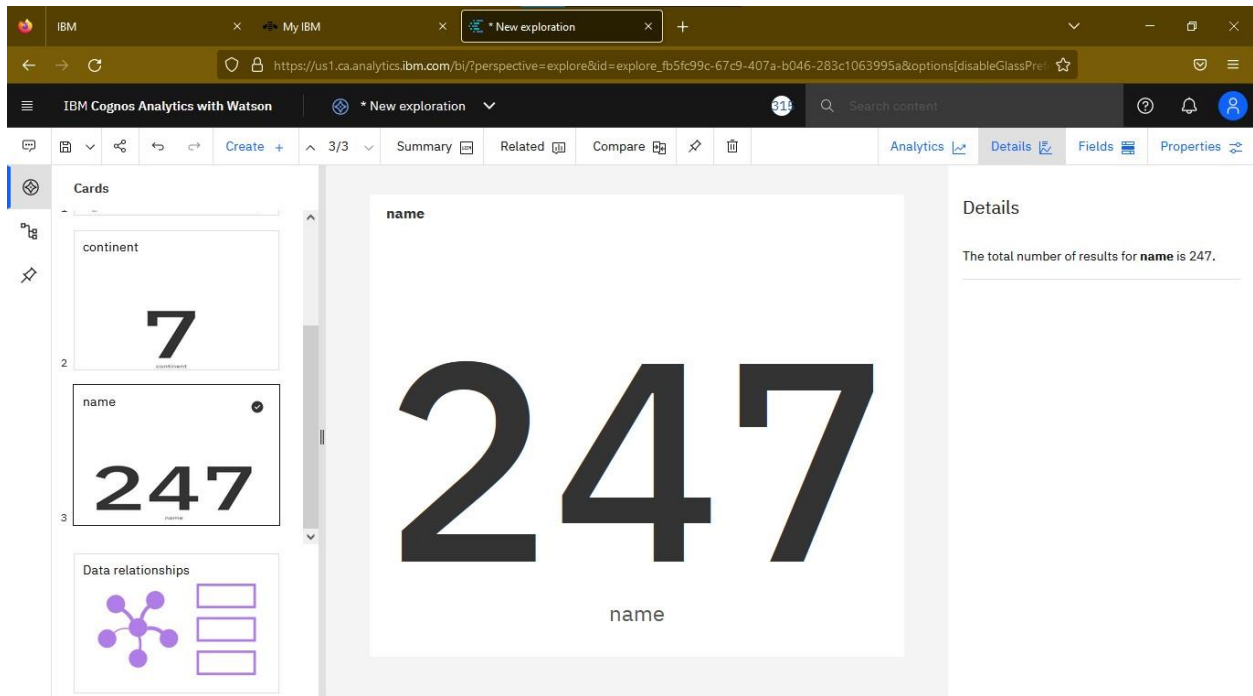 IBM
My IBM
* New exploration
https://us1.ca.analytics.ibm.com/bi/?perspective=explore&id=explore_fb5fc99c-67c9-407a-b046-283c1063995a&options[disableGlassPref
IBM Cognos Analytics with Watson
* New exploration
315
Search content
Create +
3/3
Summary
Related
Compare
Analytics
Details
Fields
Properties
Cards
continent
7
continent
2
name
247
name
3
Data relationships
name
247
name
Details
The total number of results for name is 247.